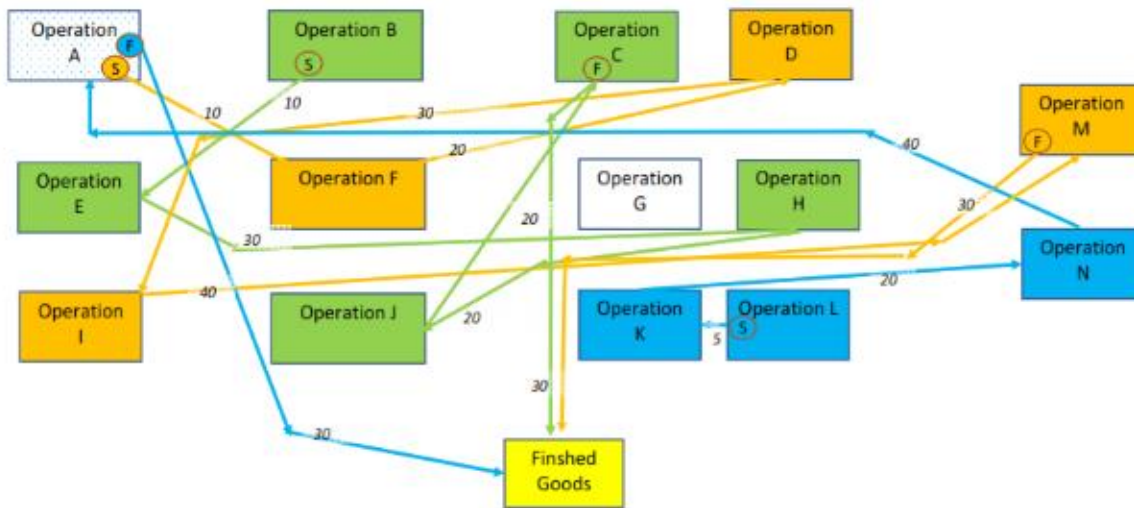 Operation
A
F
S
Operation B
S
Operation
C
F
Operation
D
10
10
30
20
40
Operation
M
F
Operation
E
Operation F
Operation
G
Operation
H
30
20
30
Operation
N
Operation
I
40
Operation J
20
Operation
K
5
Operation L
S
20
30
30
Finshed
Goods